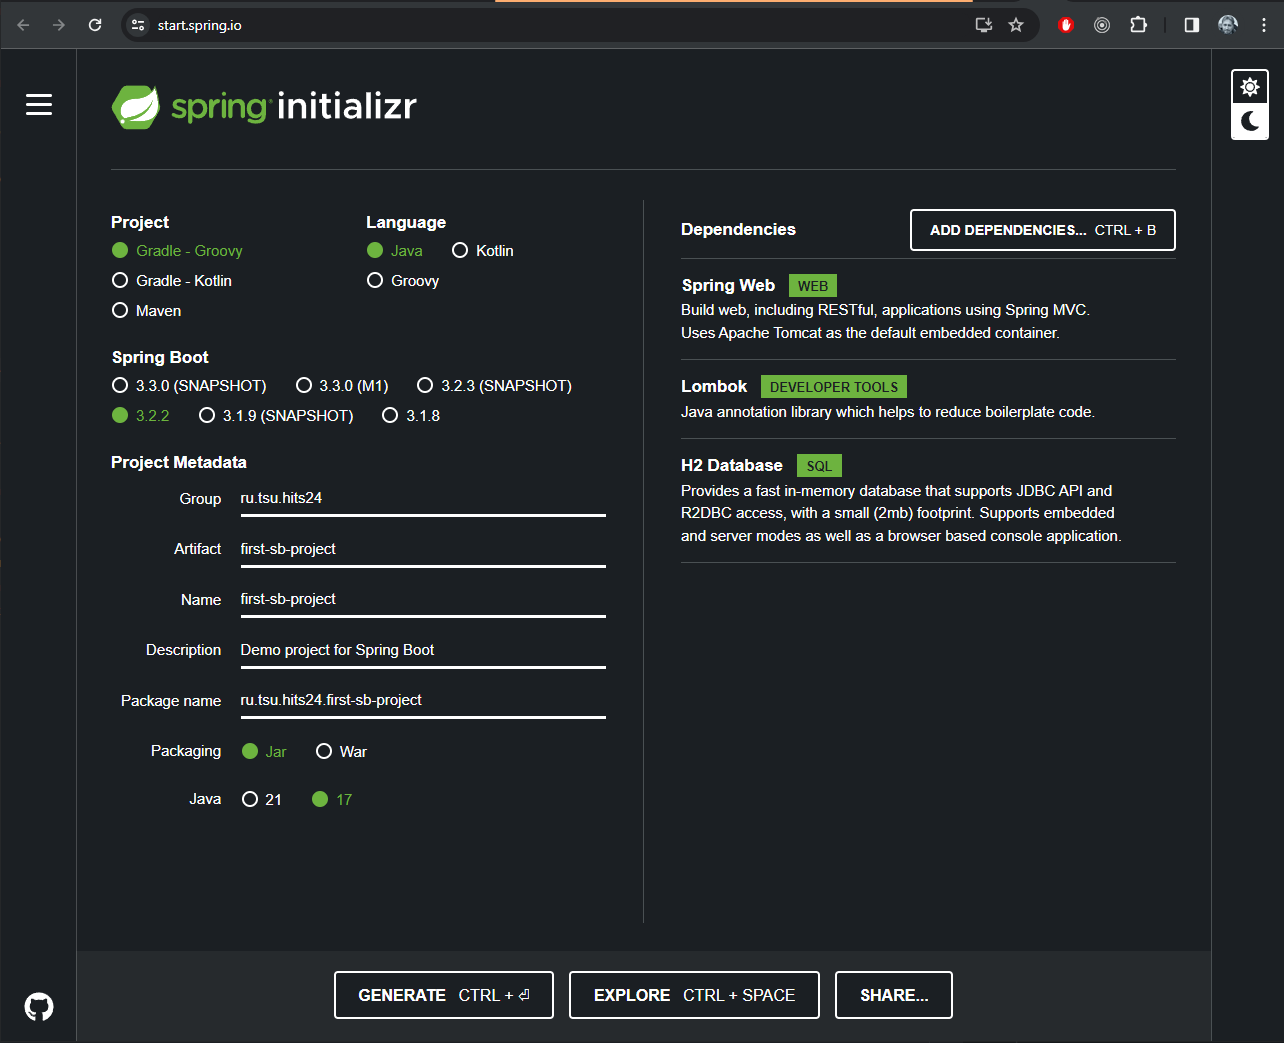 start.spring.io
spring initializr
Project
Gradle - Groovy
Gradle - Kotlin
Maven
Language
Java Kotlin
Groovy
Spring Boot
3.3.0 (SNAPSHOT) 3.3.0 (M1) 3.2.3 (SNAPSHOT)
3.2.2 3.1.9 (SNAPSHOT) 3.1.8
Project Metadata
Group ru.tsu.hits24
Artifact first-sb-project
Name first-sb-project
Description Demo project for Spring Boot
Package name ru.tsu.hits24.first-sb-project
Packaging Jar War
Java 21 17
Dependencies ADD DEPENDENCIES... CTRL + B
Spring Web WEB
Build web, including RESTful, applications using Spring MVC.
Uses Apache Tomcat as the default embedded container.
Lombok DEVELOPER TOOLS
Java annotation library which helps to reduce boilerplate code.
H2 Database SQL
Provides a fast in-memory database that supports JDBC API and
R2DBC access, with a small (2mb) footprint. Supports embedded
and server modes as well as a browser based console application.
GENERATE CTRL + ⏎ EXPLORE CTRL + SPACE SHARE...